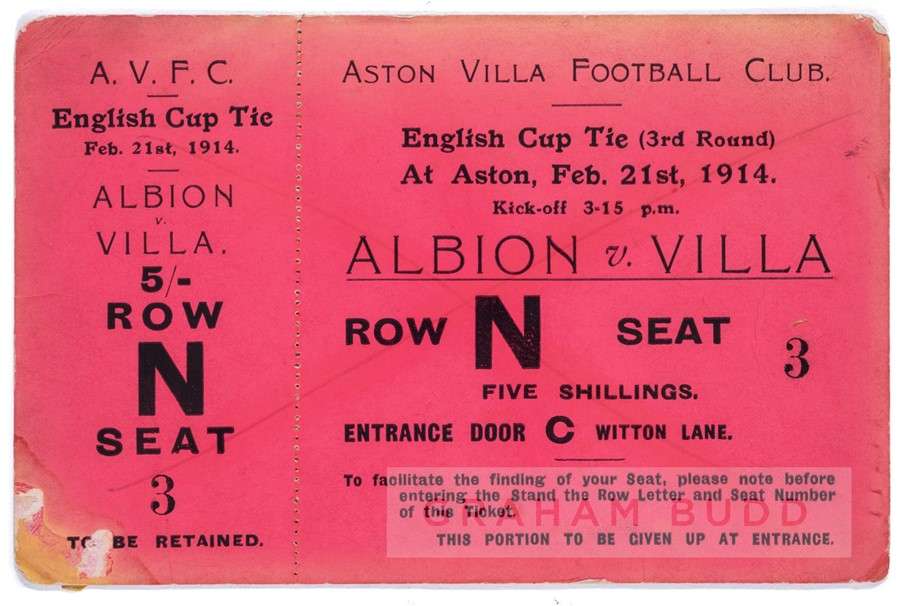 A. V. F. C.
English Cup Tie
Feb. 21st, 1914.
ALBION
v.
VILLA.
5/-
ROW
N
SEAT
3
TO BE RETAINED.
ASTON VILLA FOOTBALL CLUB.
English Cup Tie (3rd Round)
At Aston, Feb. 21st, 1914.
Kick-off 3-15 p.m.
ALBION v. VILLA
ROW N SEAT 3
FIVE SHILLINGS.
ENTRANCE DOOR C WITTON LANE.
To facilitate the finding of your Seat, please note before
entering the Stand the Row Letter and Seat Number
of this Ticket.
GRAHAM BUDD
THIS PORTION TO BE GIVEN UP AT ENTRANCE.